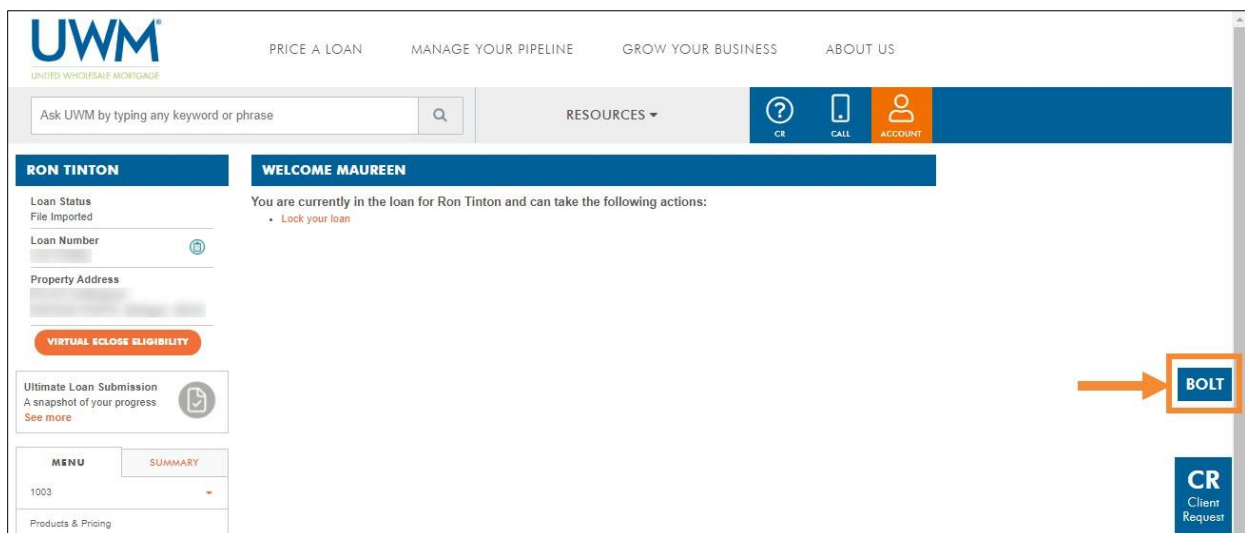 UWM®
UNITED WHOLESALE MORTGAGE
PRICE A LOAN MANAGE YOUR PIPELINE GROW YOUR BUSINESS ABOUT US
Ask UWM by typing any keyword or phrase
RESOURCES
CR CALL ACCOUNT
RON TINTON
Loan Status
File Imported
Loan Number
Property Address
VIRTUAL ECLOSE ELIGIBILITY
Ultimate Loan Submission
A snapshot of your progress
See more
MENU SUMMARY
1003
Products & Pricing
WELCOME MAUREEN
You are currently in the loan for Ron Tinton and can take the following actions:
• Lock your loan
BOLT
CR
Client
Request